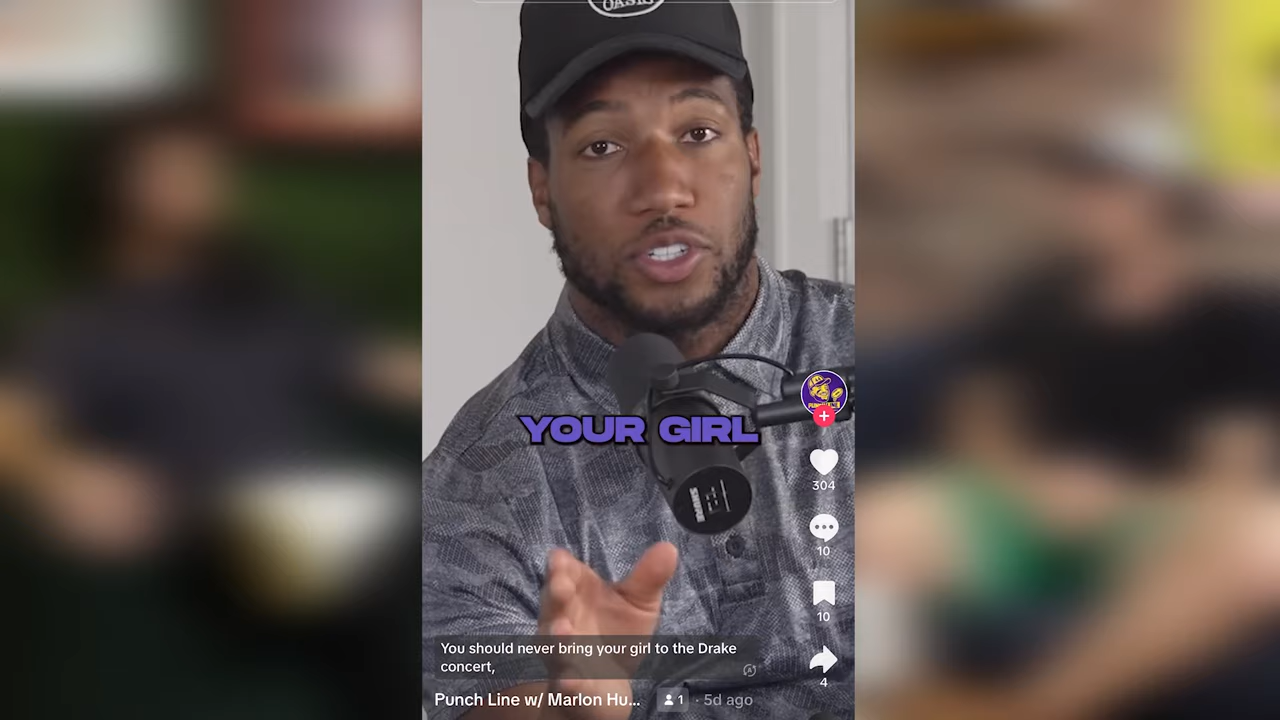 OASIS
YOUR GIRL
304
10
10
You should never bring your girl to the Drake
concert,
4
Punch Line w/ Marlon Hu...
1 · 5d ago